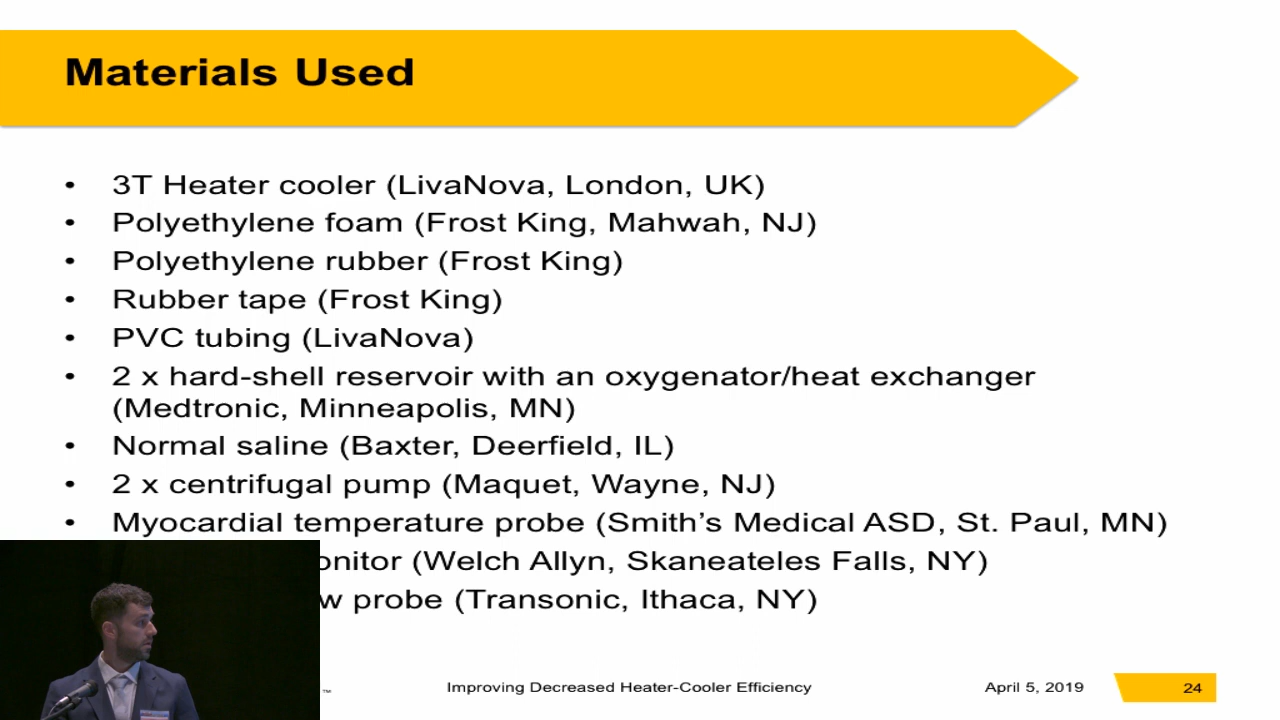 Materials Used
• 3T Heater cooler (LivaNova, London, UK)
• Polyethylene foam (Frost King, Mahwah, NJ)
• Polyethylene rubber (Frost King)
• Rubber tape (Frost King)
• PVC tubing (LivaNova)
• 2 x hard-shell reservoir with an oxygenator/heat exchanger
(Medtronic, Minneapolis, MN)
• Normal saline (Baxter, Deerfield, IL)
• 2 x centrifugal pump (Maquet, Wayne, NJ)
• Myocardial temperature probe (Smith's Medical ASD, St. Paul, MN)
(Welch Allyn, Skaneateles Falls, NY)
probe (Transonic, Ithaca, NY)
™ Improving Decreased Heater-Cooler Efficiency April 5, 2019 24